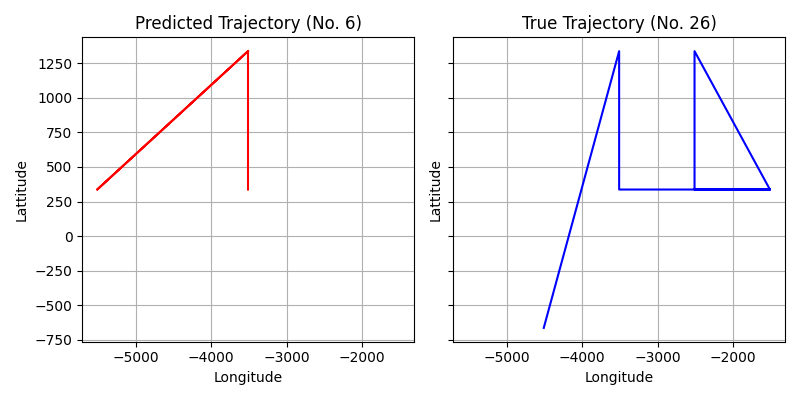 Predicted Trajectory (No. 6)
True Trajectory (No. 26)
Lattitude
1250
1000
750
500
250
0
−250
−500
−750
−5000 −4000 −3000 −2000
Longitude
Lattitude
−5000 −4000 −3000 −2000
Longitude